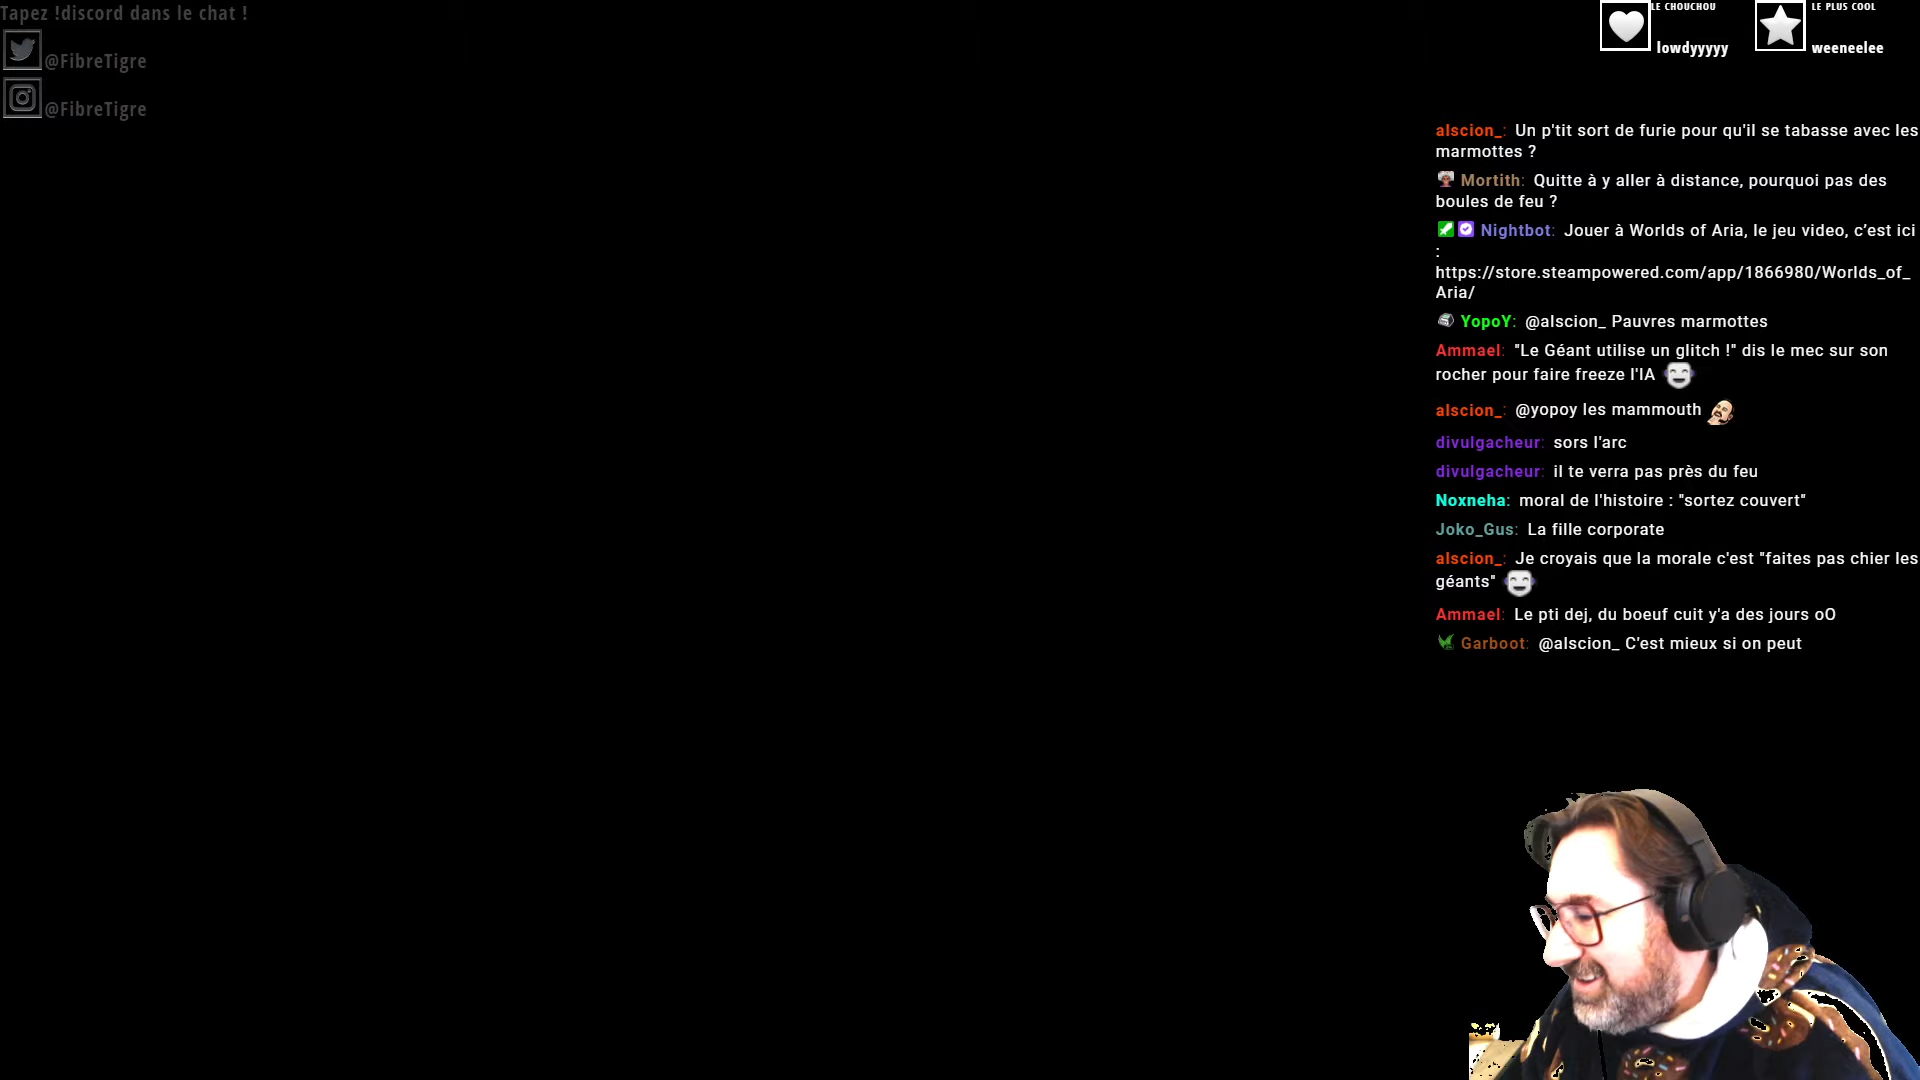 Tapez !discord dans le chat !
@FibreTigre
@FibreTigre
LE CHOUCHOU
lowdyyyyy
LE PLUS COOL
weeneelee
alscion_: Un p'tit sort de furie pour qu'il se tabasse avec les
marmottes ?
Mortith: Quitte à y aller à distance, pourquoi pas des
boules de feu ?
Nightbot: Jouer à Worlds of Aria, le jeu video, c’est ici
:
https://store.steampowered.com/app/1866980/Worlds_of_
Aria/
YopoY: @alscion_ Pauvres marmottes
Ammael: "Le Géant utilise un glitch !" dis le mec sur son
rocher pour faire freeze l'IA
alscion_: @yopoy les mammouth
divulgacheur: sors l'arc
divulgacheur: il te verra pas près du feu
Noxneha: moral de l'histoire : "sortez couvert"
Joko_Gus: La fille corporate
alscion_: Je croyais que la morale c'est "faites pas chier les
géants"
Ammael: Le pti dej, du boeuf cuit y'a des jours oO
Garboot: @alscion_ C'est mieux si on peut